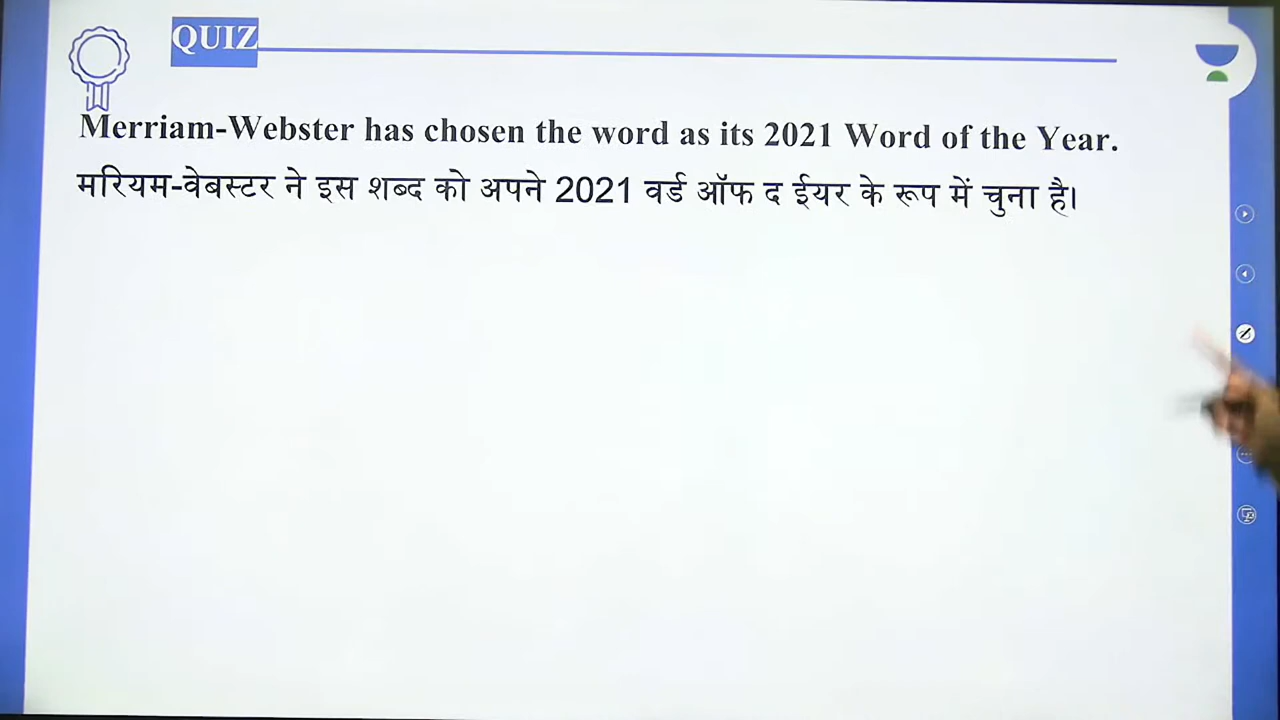 QUIZ
Merriam-Webster has chosen the word as its 2021 Word of the Year.
मरियम-वेबस्टर ने इस शब्द को अपने 2021 वर्ड ऑफ द ईयर के रूप में चुना है।